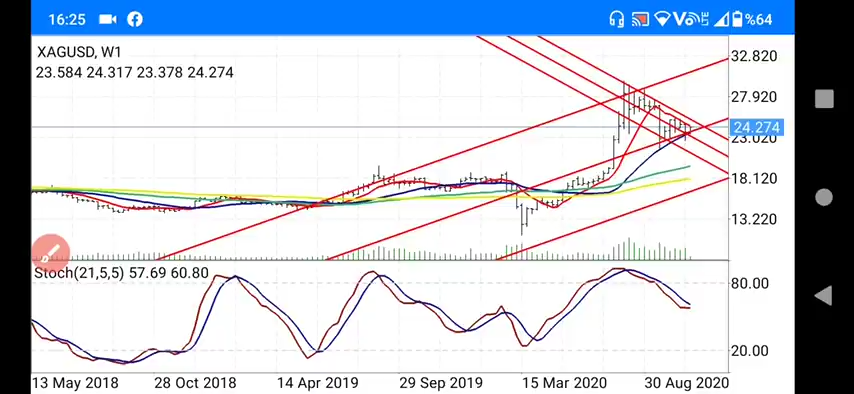 16:25
LTE
%64
XAGUSD, W1
23.584 24.317 23.378 24.274
32.820
27.920
24.274
23.020
18.120
13.220
Stoch(21,5,5) 57.69 60.80
80.00
20.00
13 May 2018 28 Oct 2018 14 Apr 2019 29 Sep 2019 15 Mar 2020 30 Aug 2020